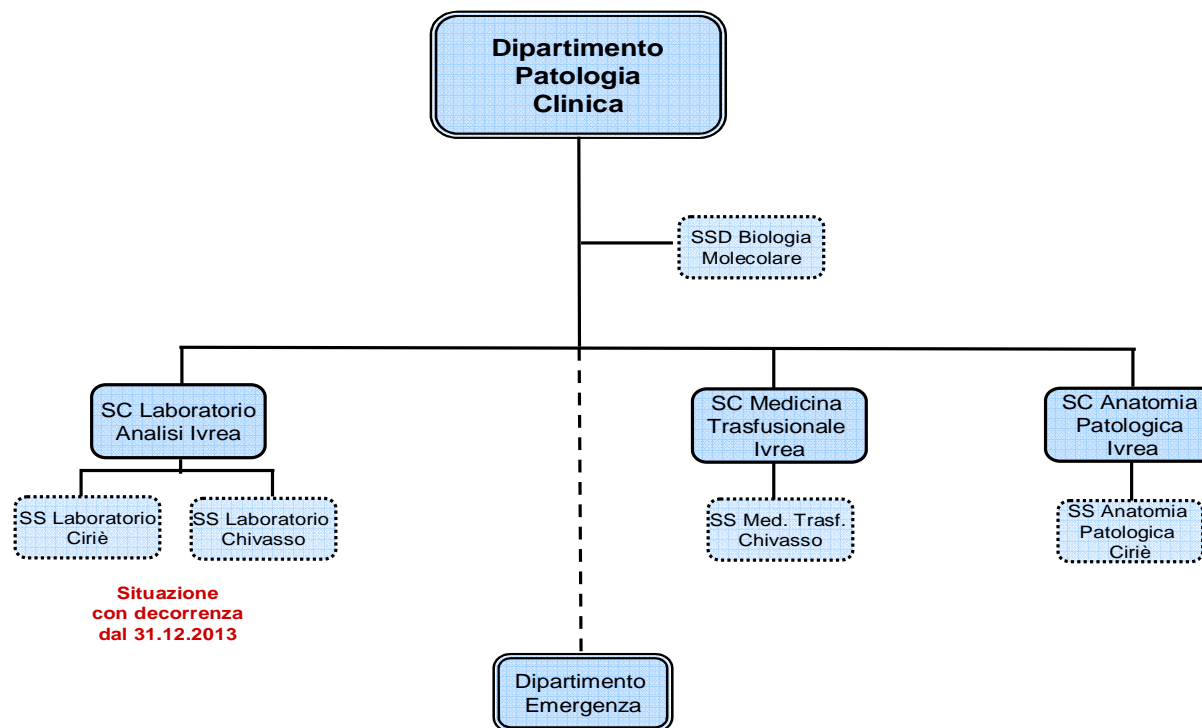 Dipartimento
Patologia
Clinica
SSD Biologia
Molecolare
SC Laboratorio
Analisi Ivrea
SC Medicina
Trasfusionale
Ivrea
SC Anatomia
Patologica
Ivrea
SS Laboratorio
Ciriè
SS Laboratorio
Chivasso
SS Med. Trasf.
Chivasso
SS Anatomia
Patologica
Ciriè
Situazione
con decorrenza
dal 31.12.2013
Dipartimento
Emergenza